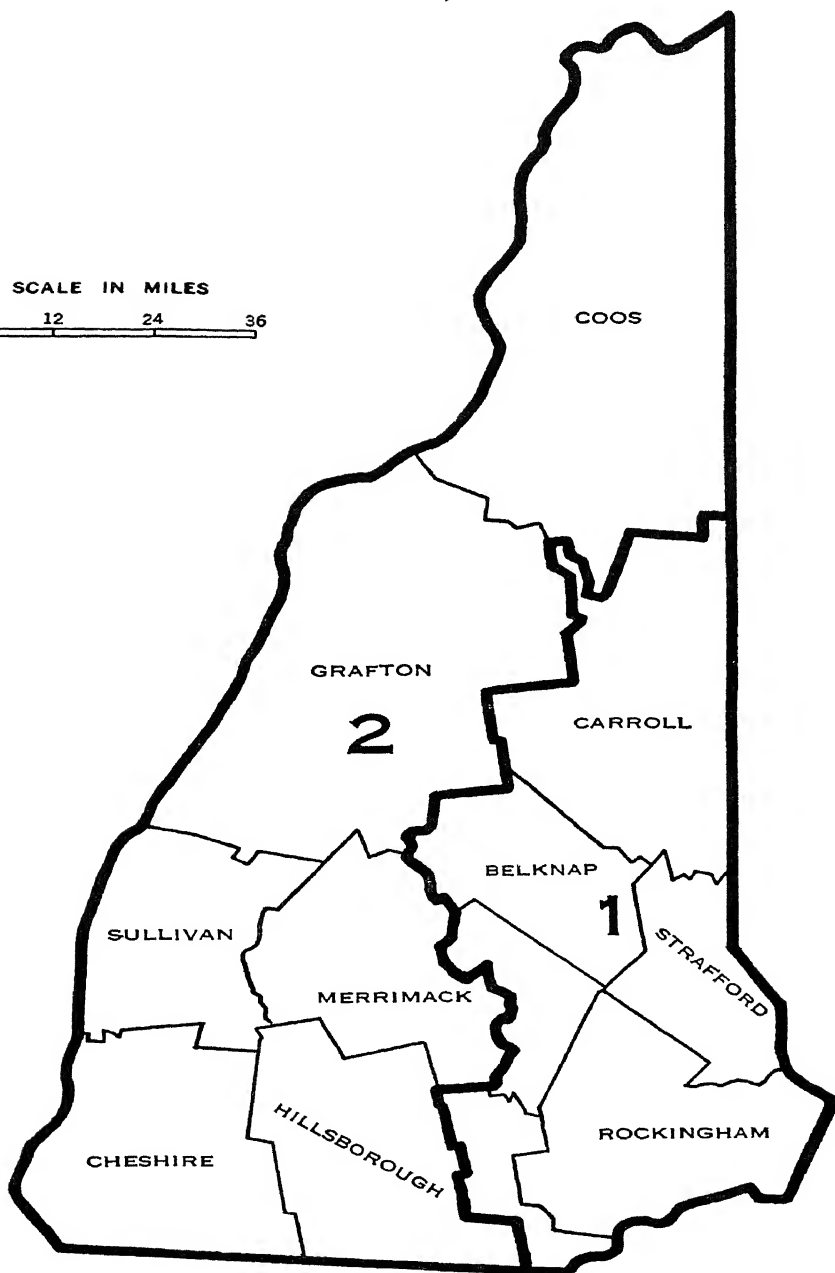 SCALE IN MILES
12 24 36
COOS
GRAFTON
2
CARROLL
BELKNAP
1
SULLIVAN
STRAFFORD
MERRIMACK
HILLSBOROUGH
ROCKINGHAM
CHESHIRE